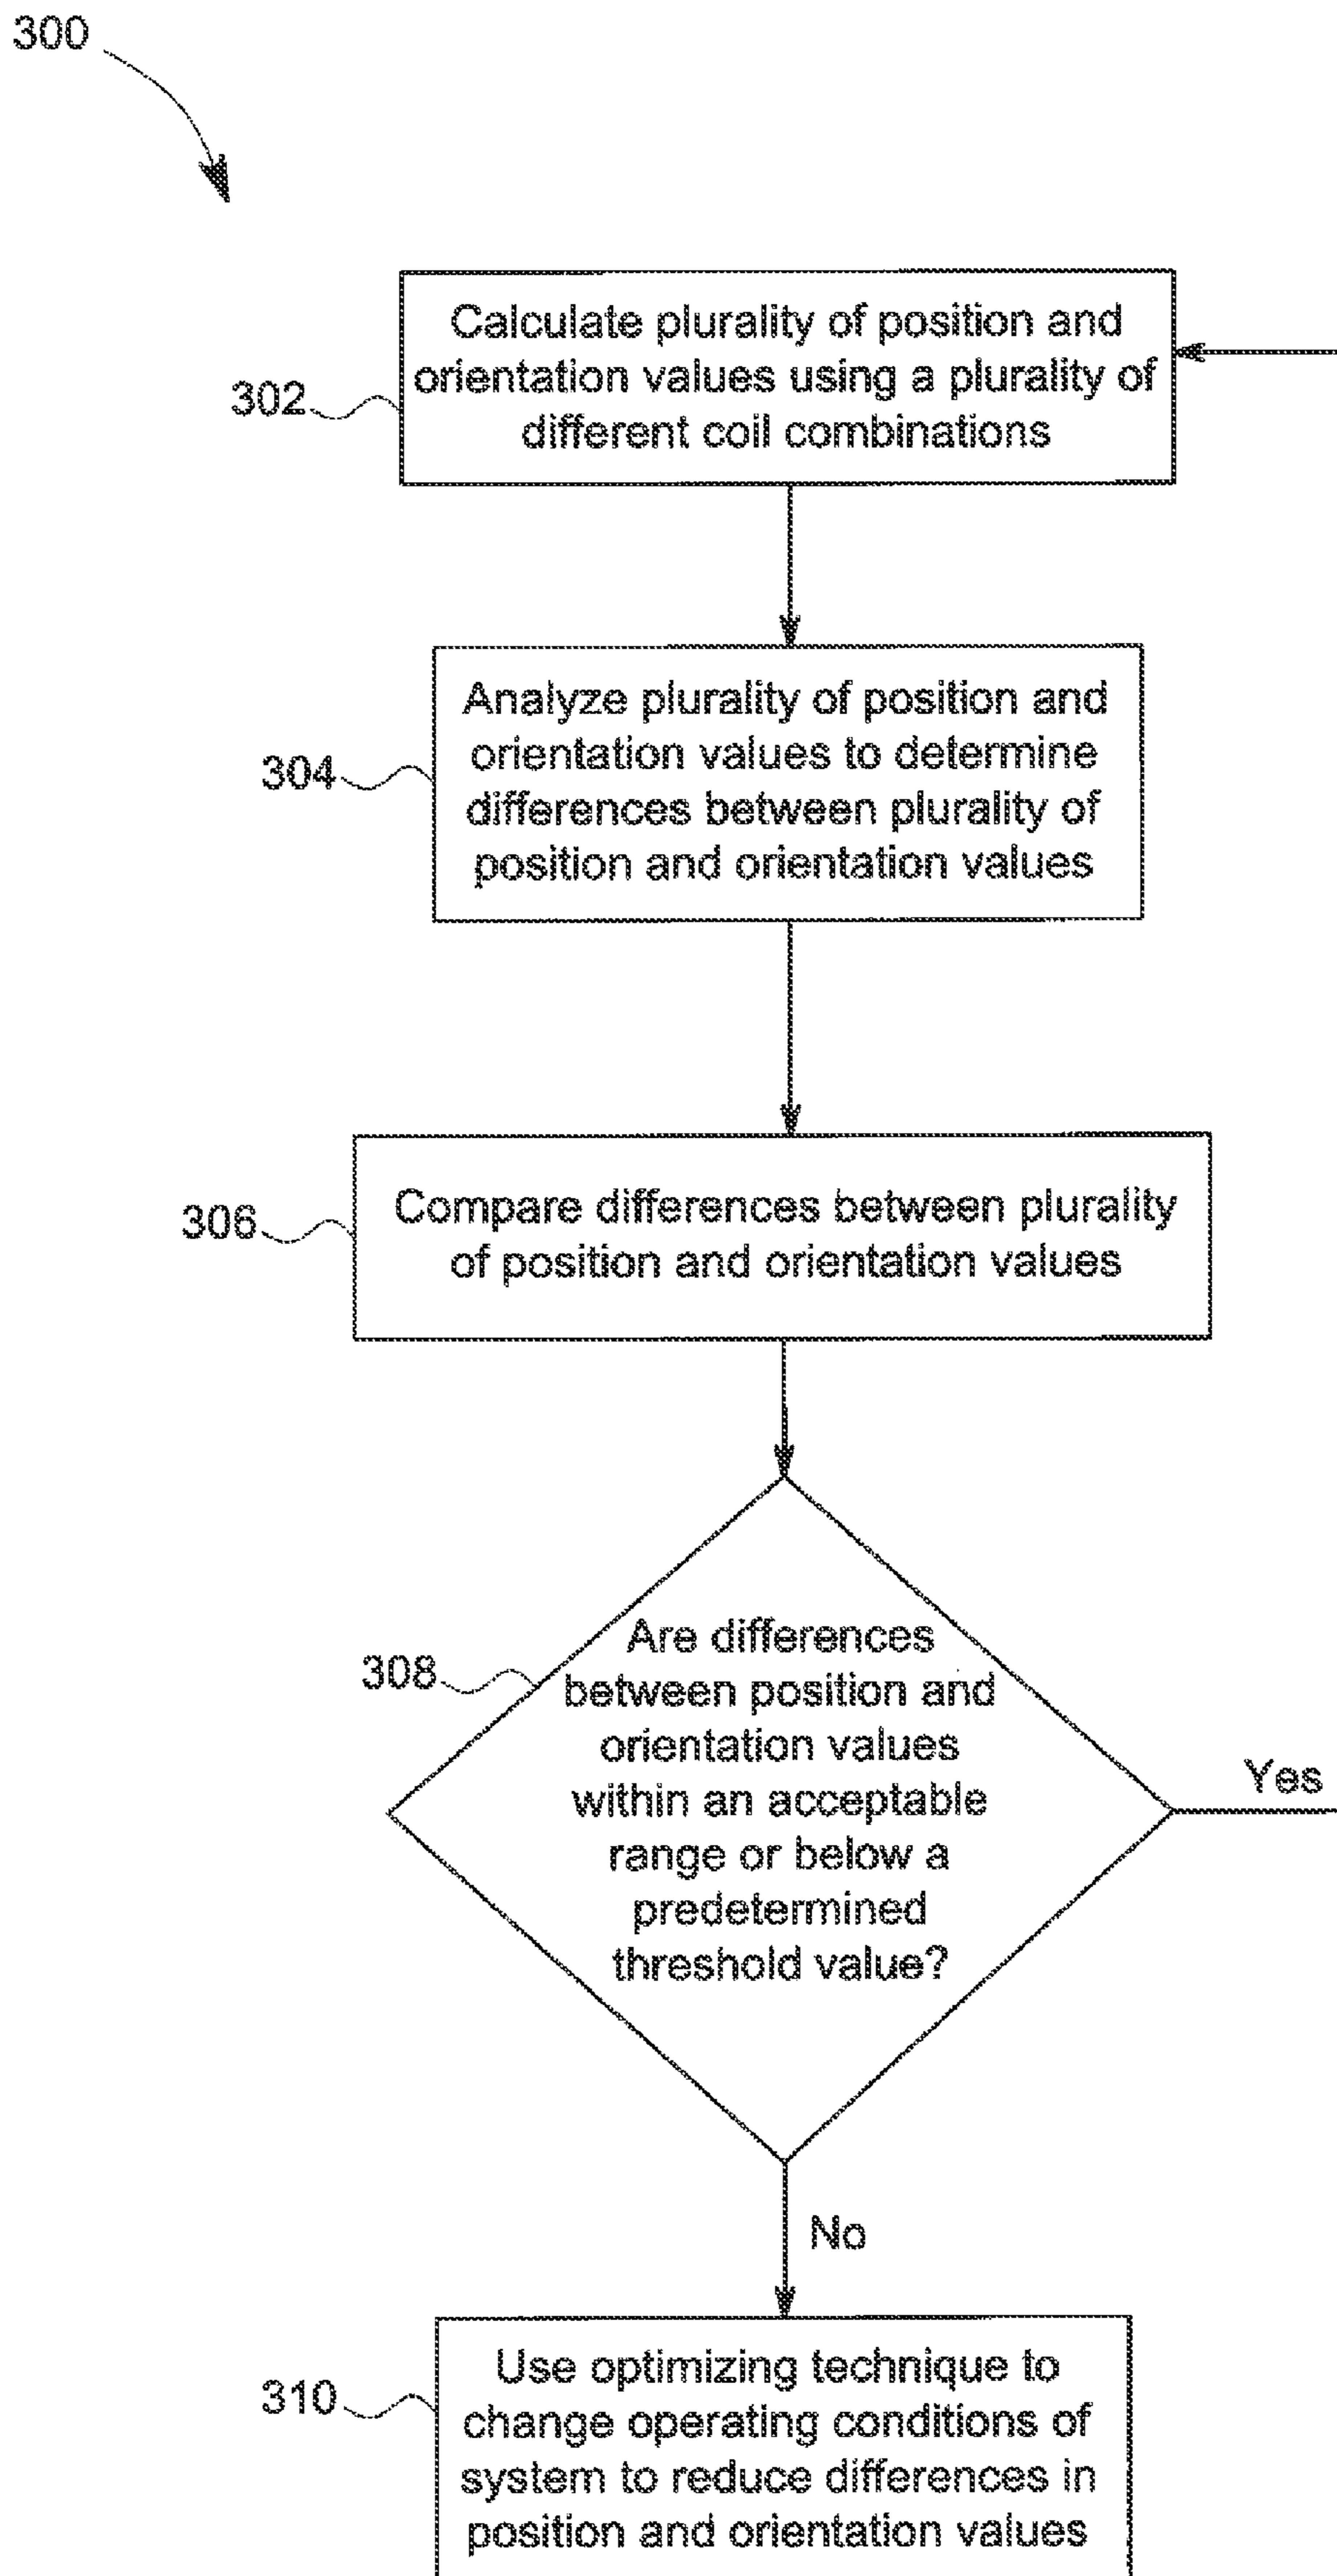 300
302
Calculate plurality of position and
orientation values using a plurality of
different coil combinations
304
Analyze plurality of position and
orientation values to determine
differences between plurality of
position and orientation values
306
Compare differences between plurality
of position and orientation values
308
Are differences
between position and
orientation values
within an acceptable
range or below a
predetermined
threshold value?
Yes
No
310
Use optimizing technique to
change operating conditions of
system to reduce differences in
position and orientation values